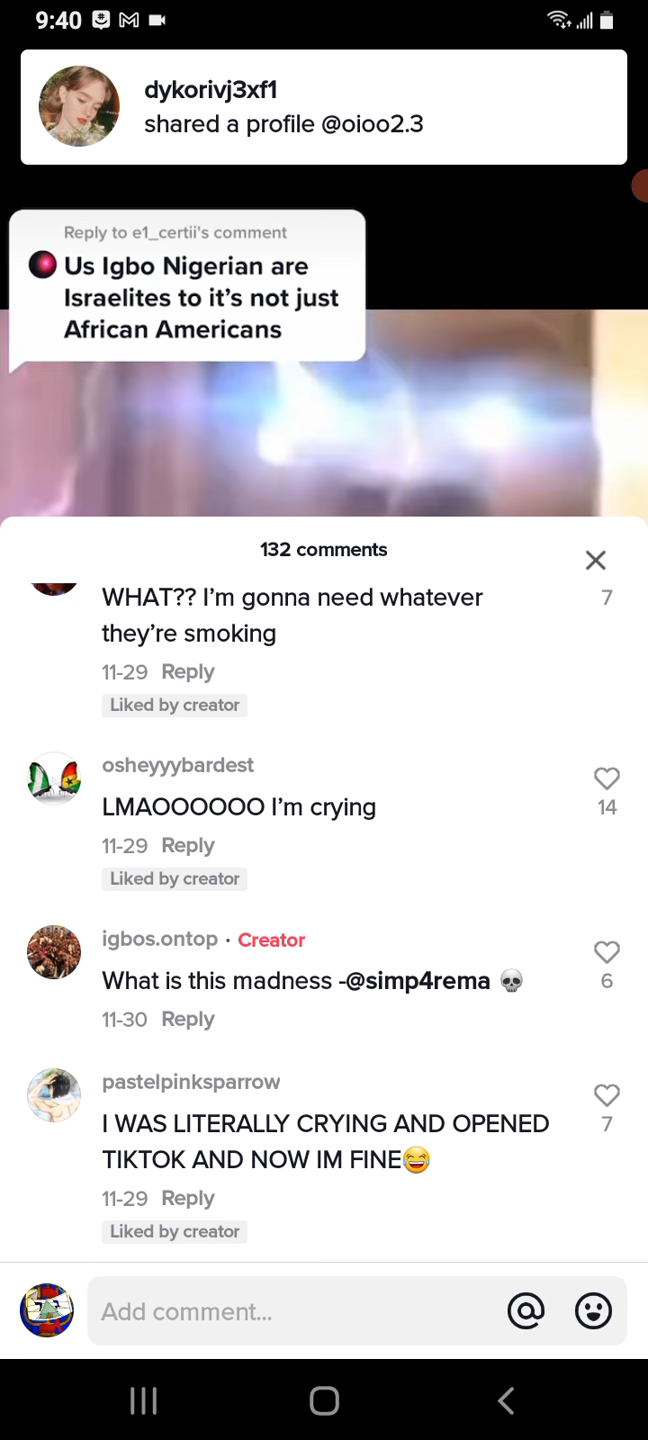 9:40
dykorivj3xf1
shared a profile @oioo2.3
Reply to e1_certii's comment
Us Igbo Nigerian are
Israelites to it's not just
African Americans
132 comments
WHAT?? I'm gonna need whatever
they're smoking
7
11-29 Reply
Liked by creator
osheyyybardest
LMAOOOOOO I'm crying
14
11-29 Reply
Liked by creator
igbos.ontop · Creator
What is this madness -@simp4rema 💀
6
11-30 Reply
pastelpinksparrow
I WAS LITERALLY CRYING AND OPENED
TIKTOK AND NOW IM FINE😂
7
11-29 Reply
Liked by creator
Add comment...